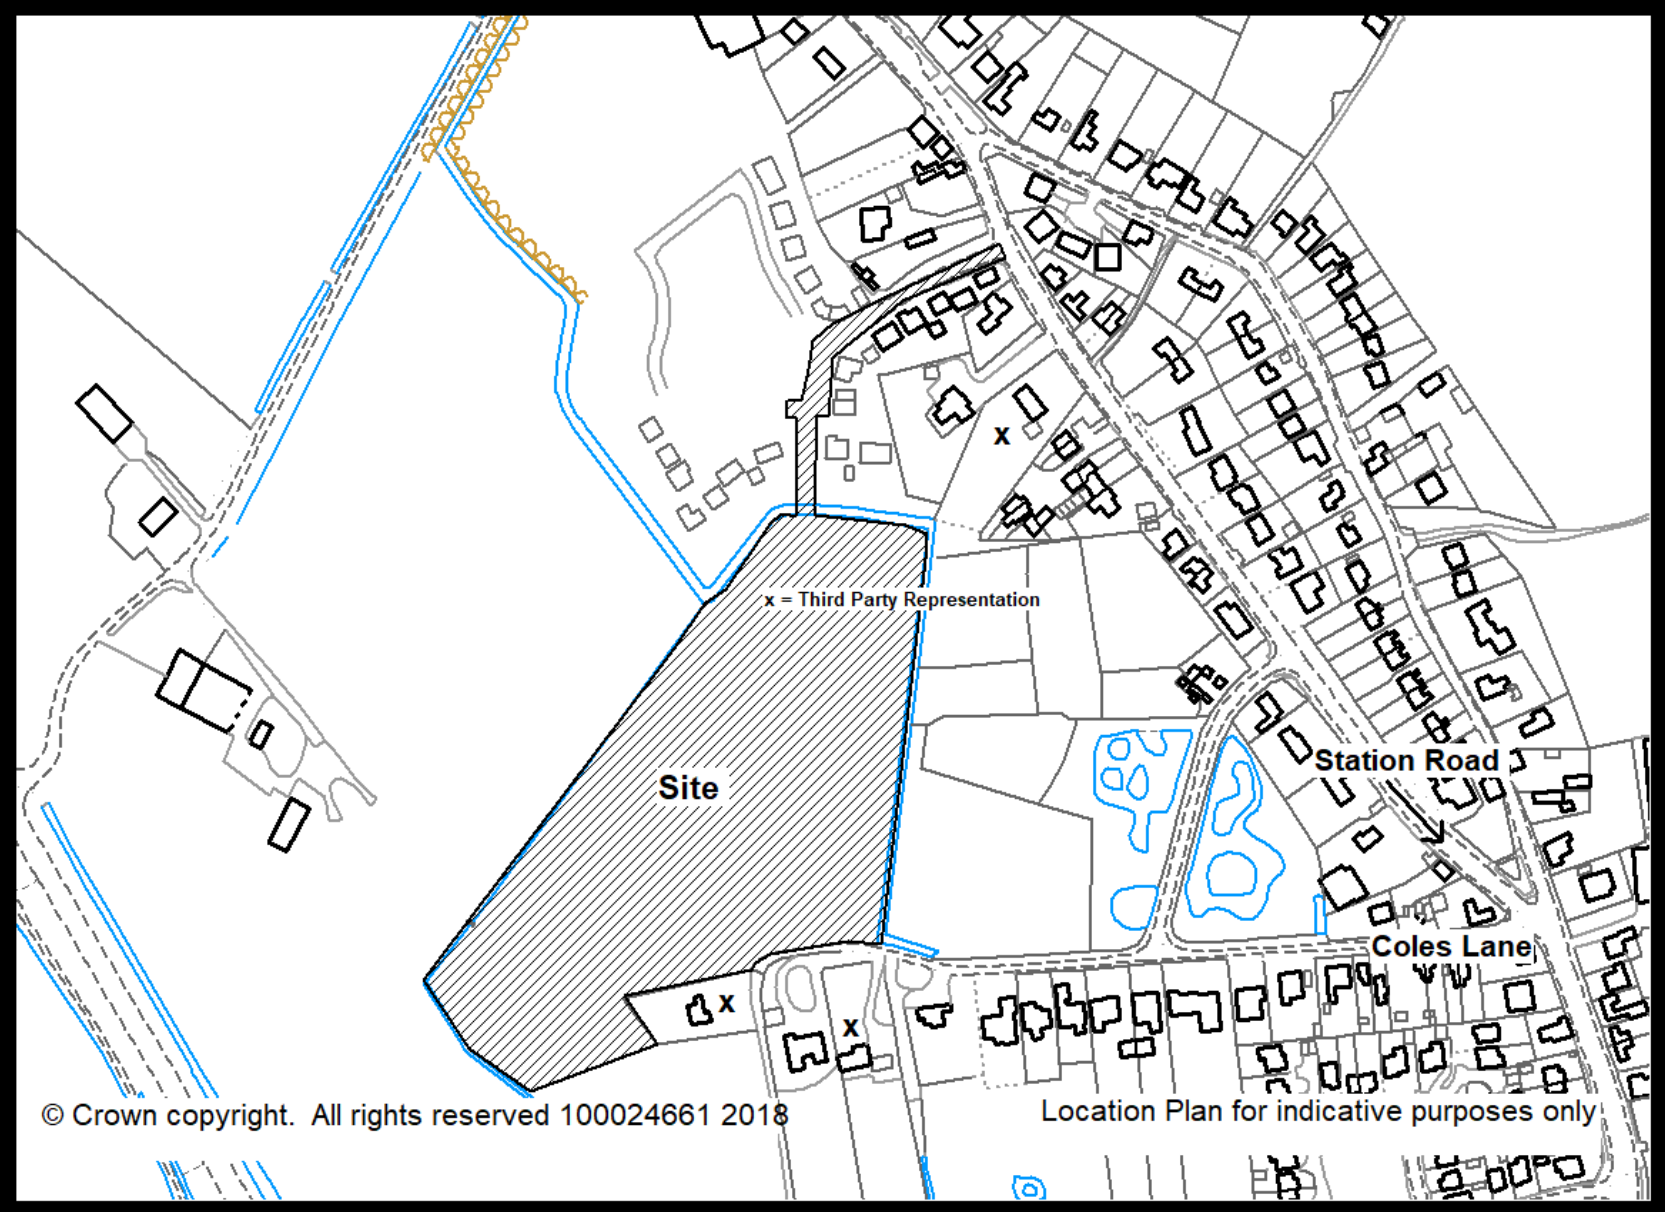 x
x = Third Party Representation
Station Road
Site
Coles Lane
x
x
© Crown copyright. All rights reserved 100024661 2018
Location Plan for indicative purposes only